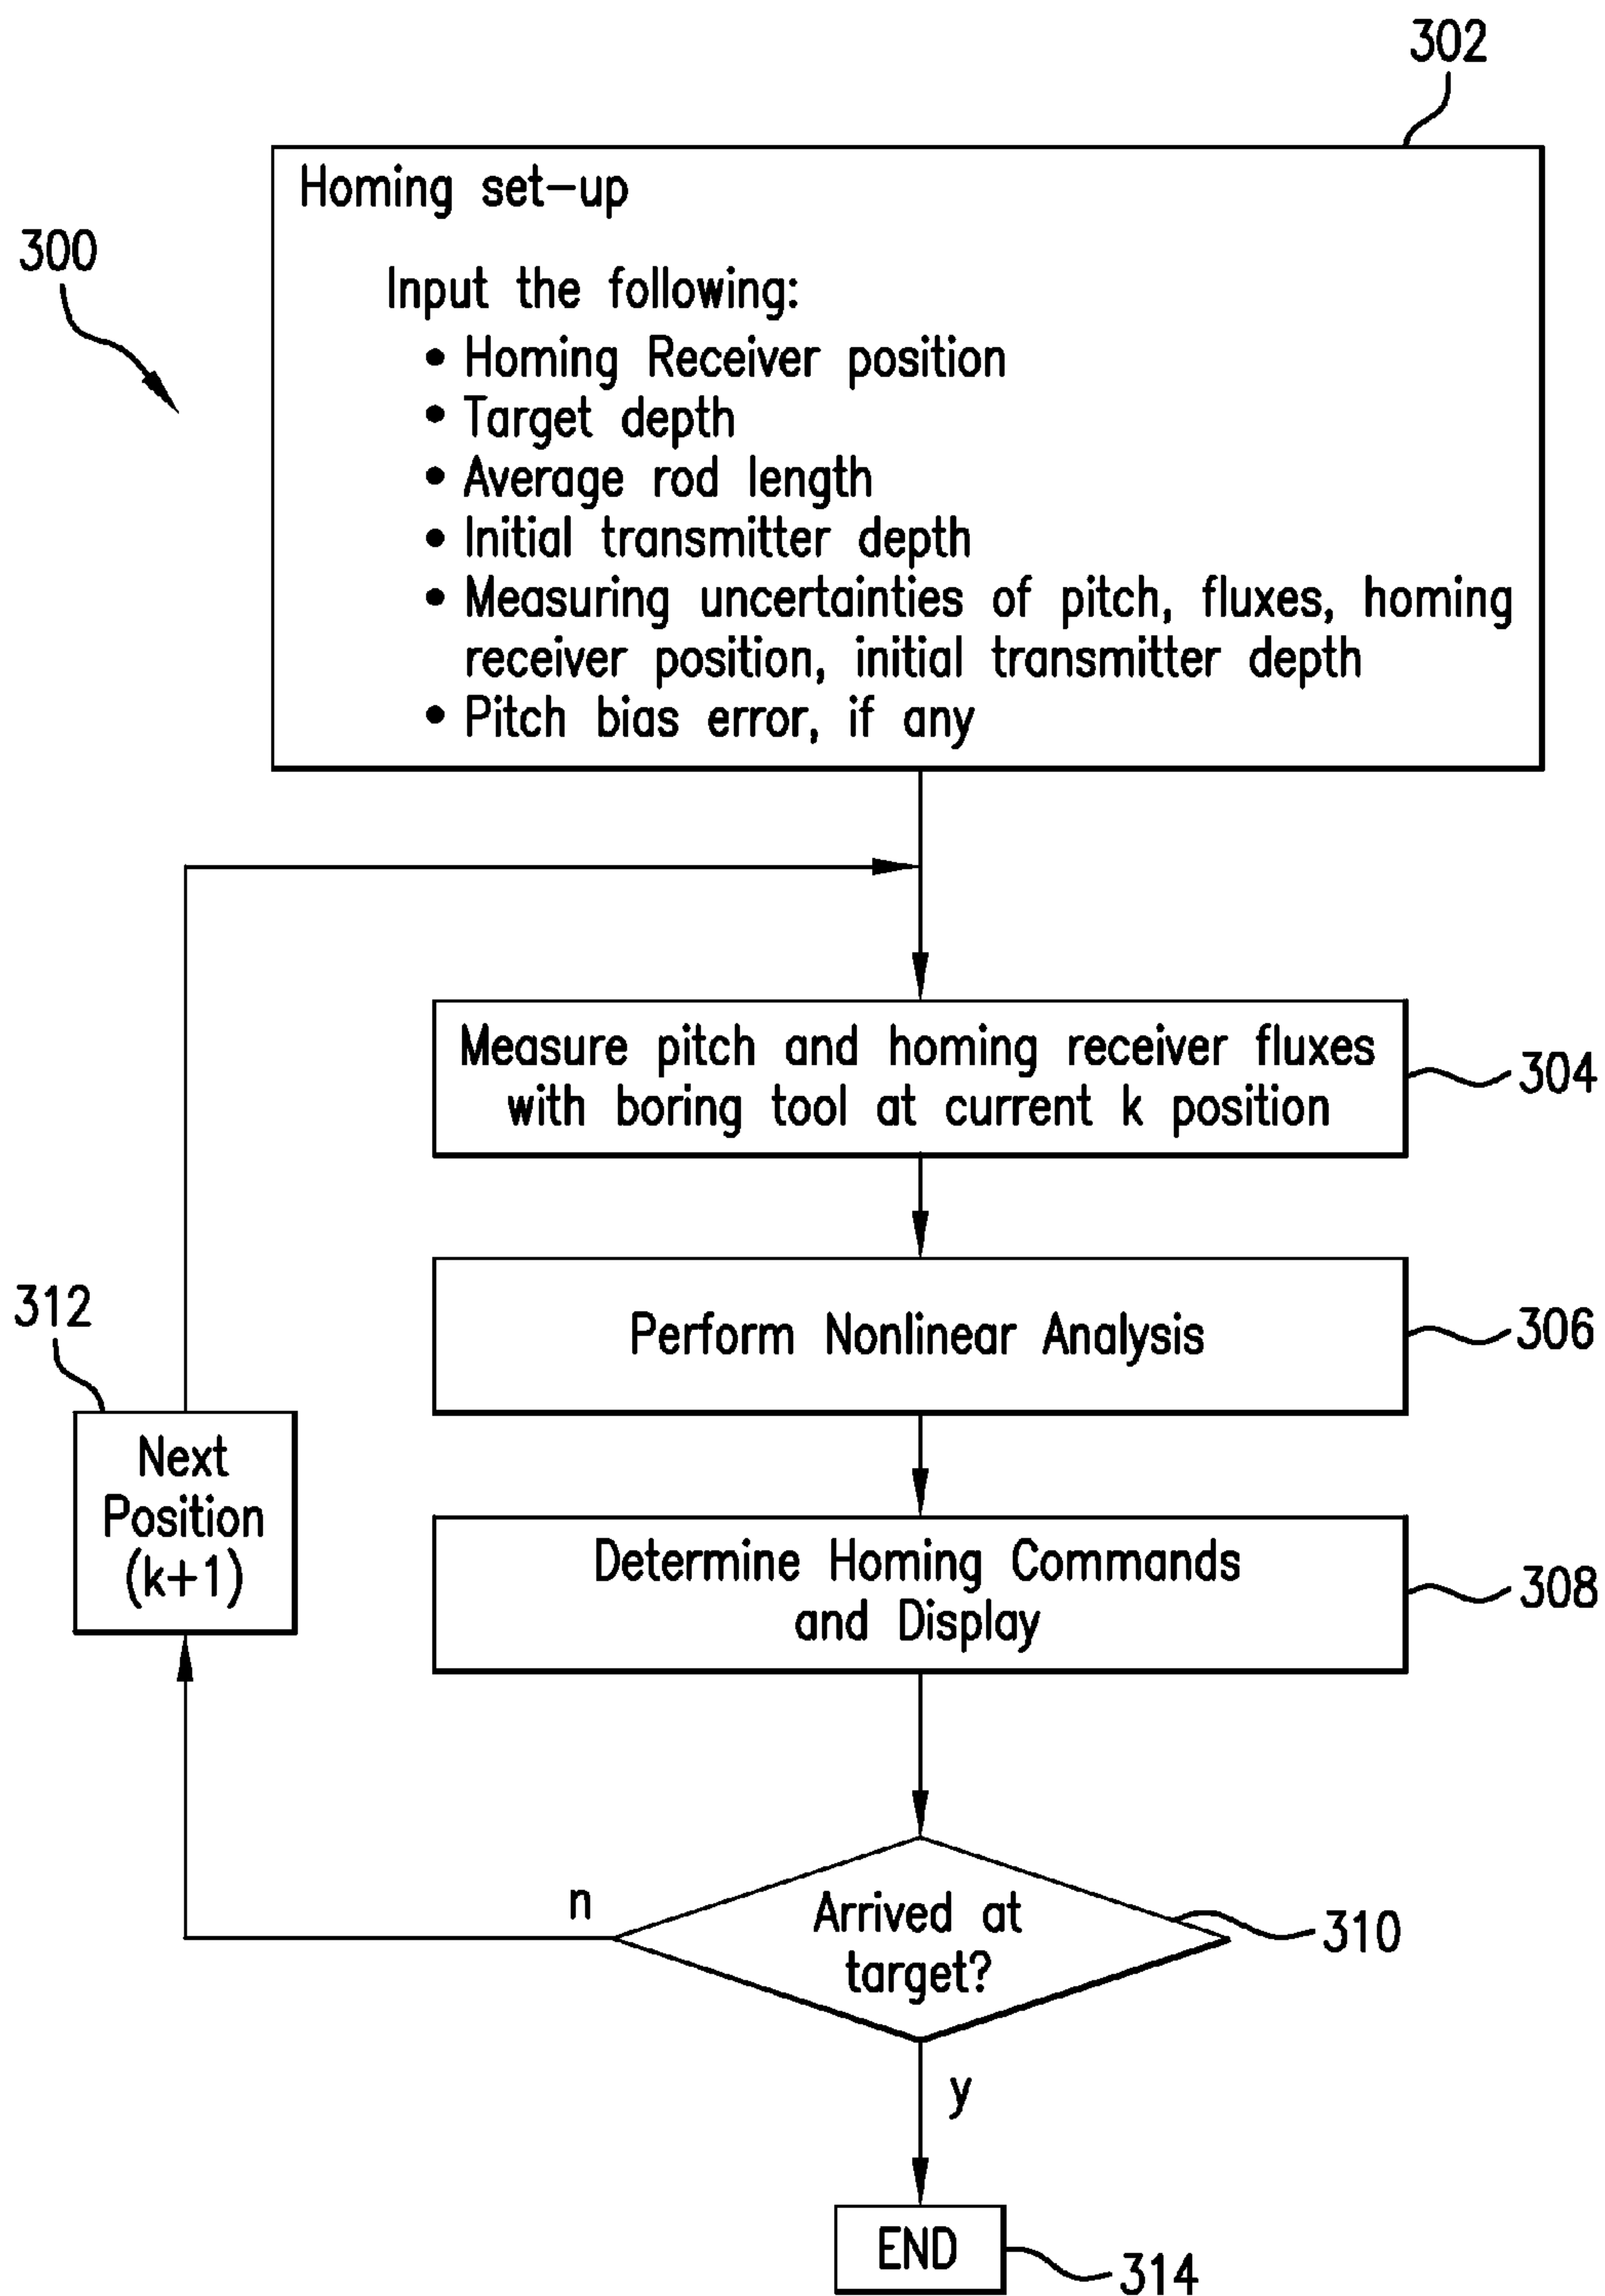 302
Homing set-up
300
Input the following:
• Homing Receiver position
• Target depth
• Average rod length
• Initial transmitter depth
• Measuring uncertainties of pitch, fluxes, homing
receiver position, initial transmitter depth
• Pitch bias error, if any
Measure pitch and homing receiver fluxes
with boring tool at current k position
304
312
Perform Nonlinear Analysis
306
Next
Position
(k+1)
Determine Homing Commands
and Display
308
n
Arrived at
target?
310
y
END
314